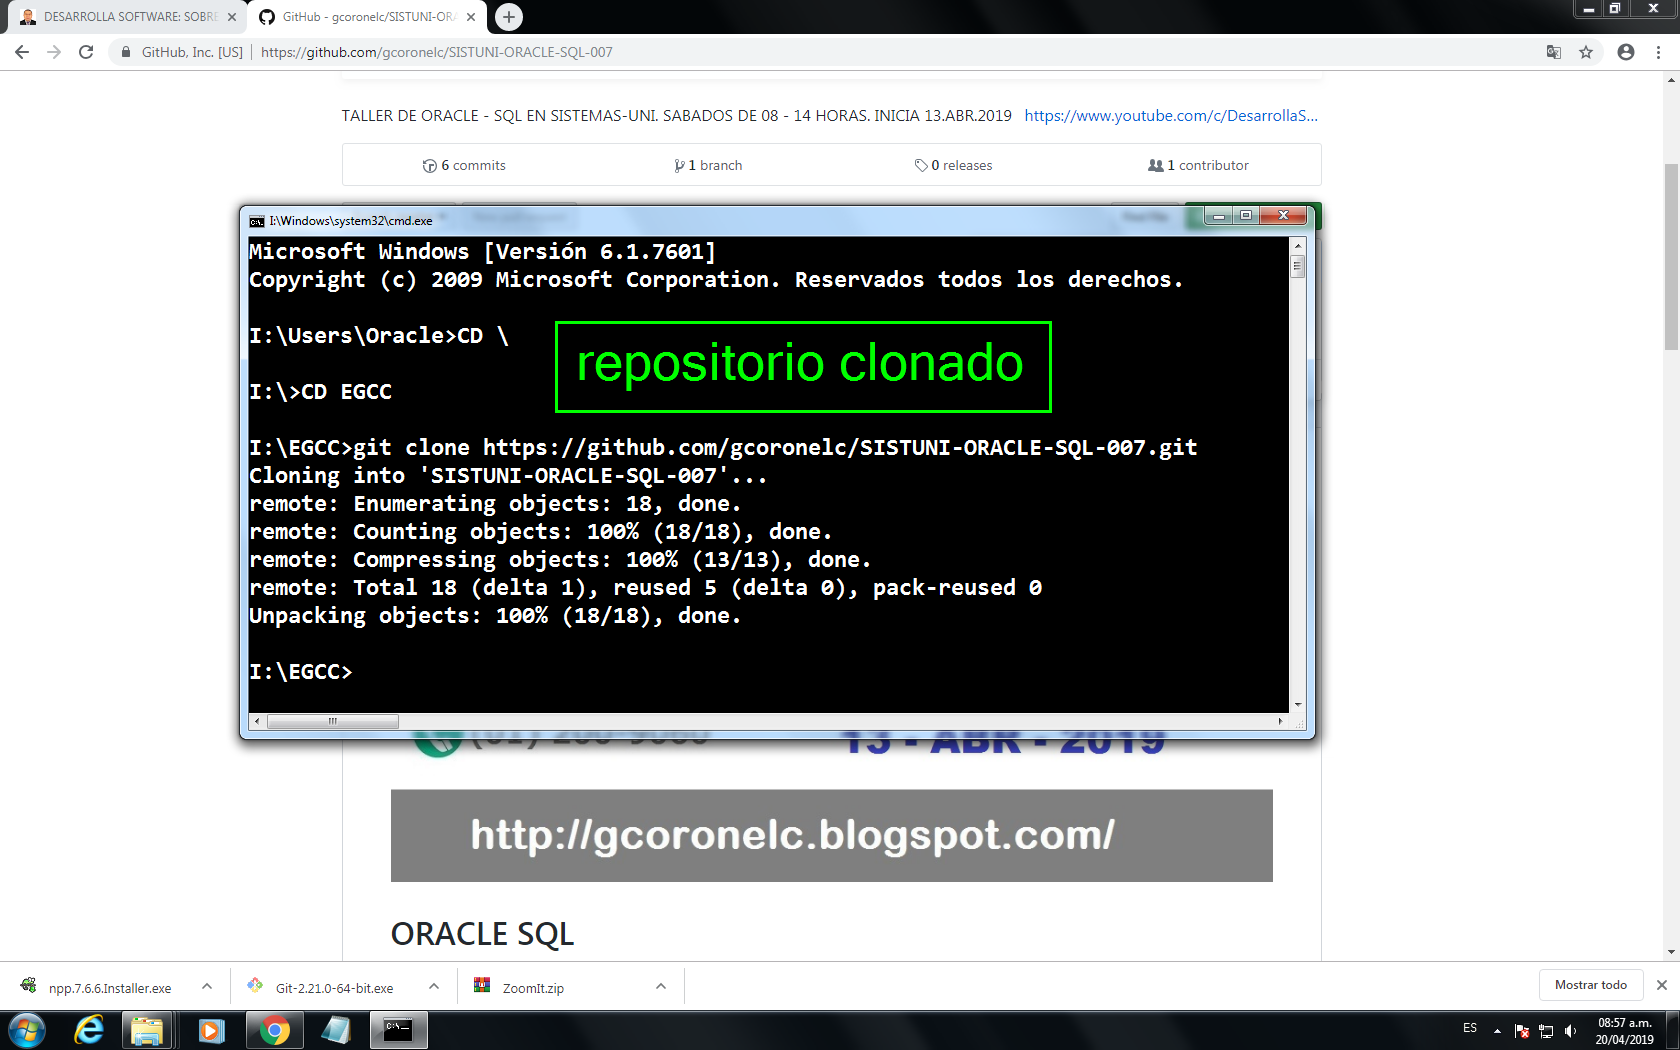 DESARROLLA SOFTWARE: SOBRE
GitHub - gcoronelc/SISTUNI-ORA
GitHub, Inc. [US]
https://github.com/gcoronelc/SISTUNI-ORACLE-SQL-007
TALLER DE ORACLE - SQL EN SISTEMAS-UNI. SABADOS DE 08 - 14 HORAS. INICIA 13.ABR.2019 https://www.youtube.com/c/DesarrollaS...
6 commits
1 branch
0 releases
1 contributor
I:\Windows\system32\cmd.exe
Microsoft Windows [Versión 6.1.7601]
Copyright (c) 2009 Microsoft Corporation. Reservados todos los derechos.
I:\Users\Oracle>CD \
repositorio clonado
I:\>CD EGCC
I:\EGCC>git clone https://github.com/gcoronelc/SISTUNI-ORACLE-SQL-007.git
Cloning into 'SISTUNI-ORACLE-SQL-007'...
remote: Enumerating objects: 18, done.
remote: Counting objects: 100% (18/18), done.
remote: Compressing objects: 100% (13/13), done.
remote: Total 18 (delta 1), reused 5 (delta 0), pack-reused 0
Unpacking objects: 100% (18/18), done.
I:\EGCC>
13 - ABR - 2019
http://gcoronelc.blogspot.com/
ORACLE SQL
npp.7.6.6.Installer.exe
Git-2.21.0-64-bit.exe
ZoomIt.zip
Mostrar todo
ES
08:57 a.m.
20/04/2019